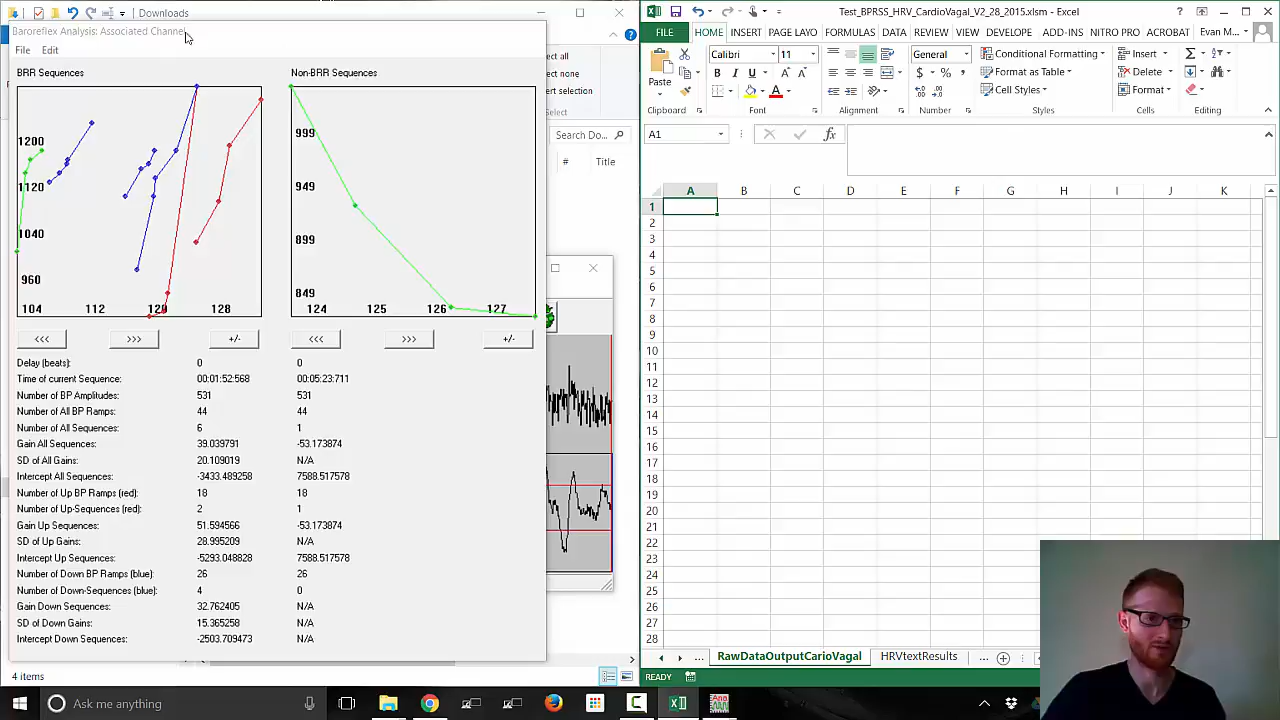 Downloads
Baroreflex Analysis: Associated Channel
File Edit
BRR Sequences
Non-BRR Sequences
1200
1120
1040
960
104 112 120 128
999
949
899
849
124 125 126 127
<<< >>> +/-
<<< >>> +/-
Delay (beats): 0 0
Time of current Sequence: 00:01:52:568 00:05:23:711
Number of BP Amplitudes: 531 531
Number of All BP Ramps: 44 44
Number of All Sequences: 6 1
Gain All Sequences: 39.039791 -53.173874
SD of All Gains: 20.109019 N/A
Intercept All Sequences: -3433.489258 7588.517578
Number of Up BP Ramps (red): 18 18
Number of Up-Sequences (red): 2 1
Gain Up Sequences: 51.594566 -53.173874
SD of Up Gains: 28.995209 N/A
Intercept Up Sequences: -5293.048828 7588.517578
Number of Down BP Ramps (blue): 26 26
Number of Down-Sequences (blue): 4 0
Gain Down Sequences: 32.762405 N/A
SD of Down Gains: 15.365258 N/A
Intercept Down Sequences: -2503.709473 N/A
ect all
ect none
vert selection
ect
Search Do...
# Title
4 items
Test_BPRSS_HRV_CardioVagal_V2_28_2015.xlsm - Excel
FILE HOME INSERT PAGE LAYO FORMULAS DATA REVIEW VIEW DEVELOPE ADD-INS NITRO PRO ACROBAT Evan M...
Paste
Calibri 11
B I U
General
$ % ,
Conditional Formatting
Format as Table
Cell Styles
Insert
Delete
Format
Clipboard Font Alignment Number Styles Cells Editing
A1
fx
A B C D E F G H I J K
1
2
3
4
5
6
7
8
9
10
11
12
13
14
15
16
17
18
19
20
21
22
23
24
25
26
27
28
RawDataOutputCarioVagal HRVtextResults ...
READY
Ask me anything